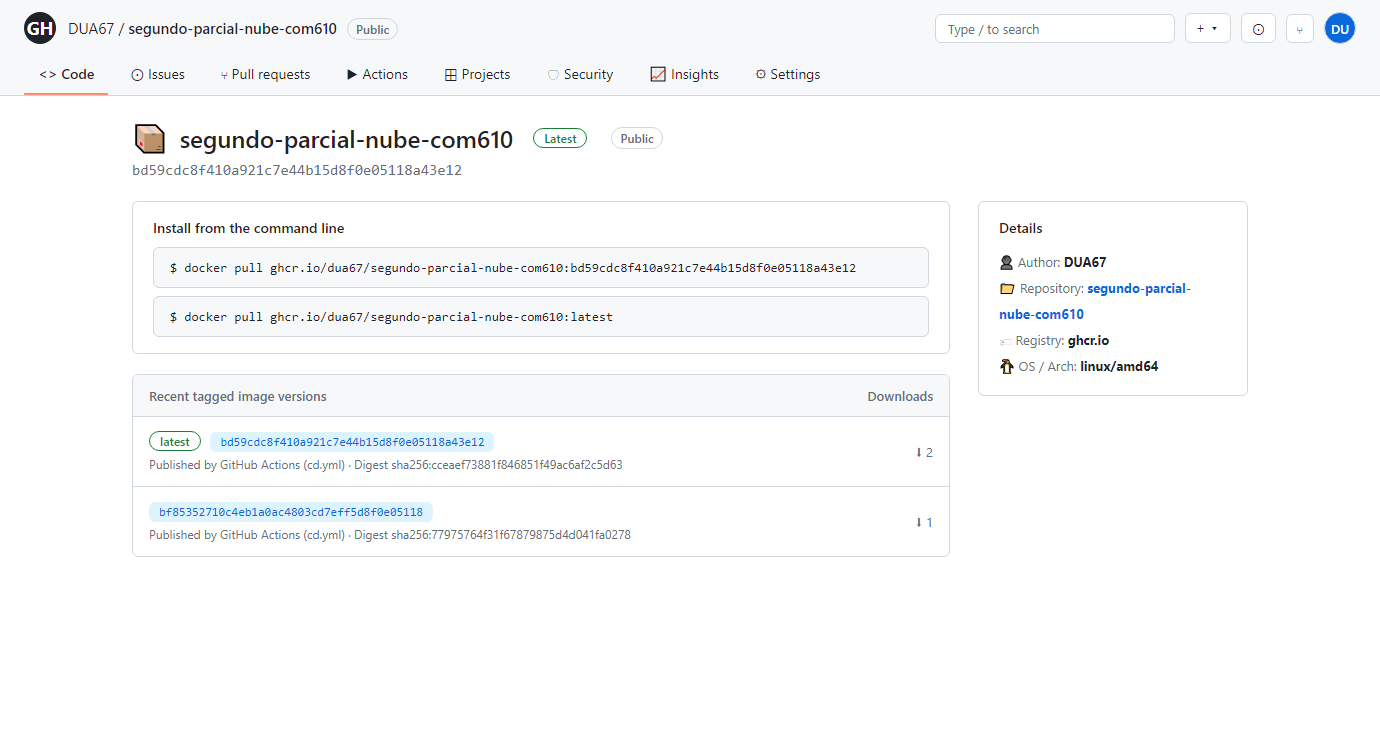 GH DUA67 / segundo-parcial-nube-com610 Public Type / to search + DU
<> Code Issues Pull requests Actions Projects Security Insights Settings
segundo-parcial-nube-com610 Latest Public
bd59cdc8f410a921c7e44b15d8f0e05118a43e12
Install from the command line
$ docker pull ghcr.io/dua67/segundo-parcial-nube-com610:bd59cdc8f410a921c7e44b15d8f0e05118a43e12
$ docker pull ghcr.io/dua67/segundo-parcial-nube-com610:latest
Recent tagged image versions Downloads
latest bd59cdc8f410a921c7e44b15d8f0e05118a43e12
Published by GitHub Actions (cd.yml) · Digest sha256:cceaef73881f846851f49ac6af2c5d63
⬇ 2
bf85352710c4eb1a0ac4803cd7eff5d8f0e05118
Published by GitHub Actions (cd.yml) · Digest sha256:77975764f31f67879875d4d041fa0278
⬇ 1
Details
Author: DUA67
Repository: segundo-parcial-
nube-com610
Registry: ghcr.io
OS / Arch: linux/amd64